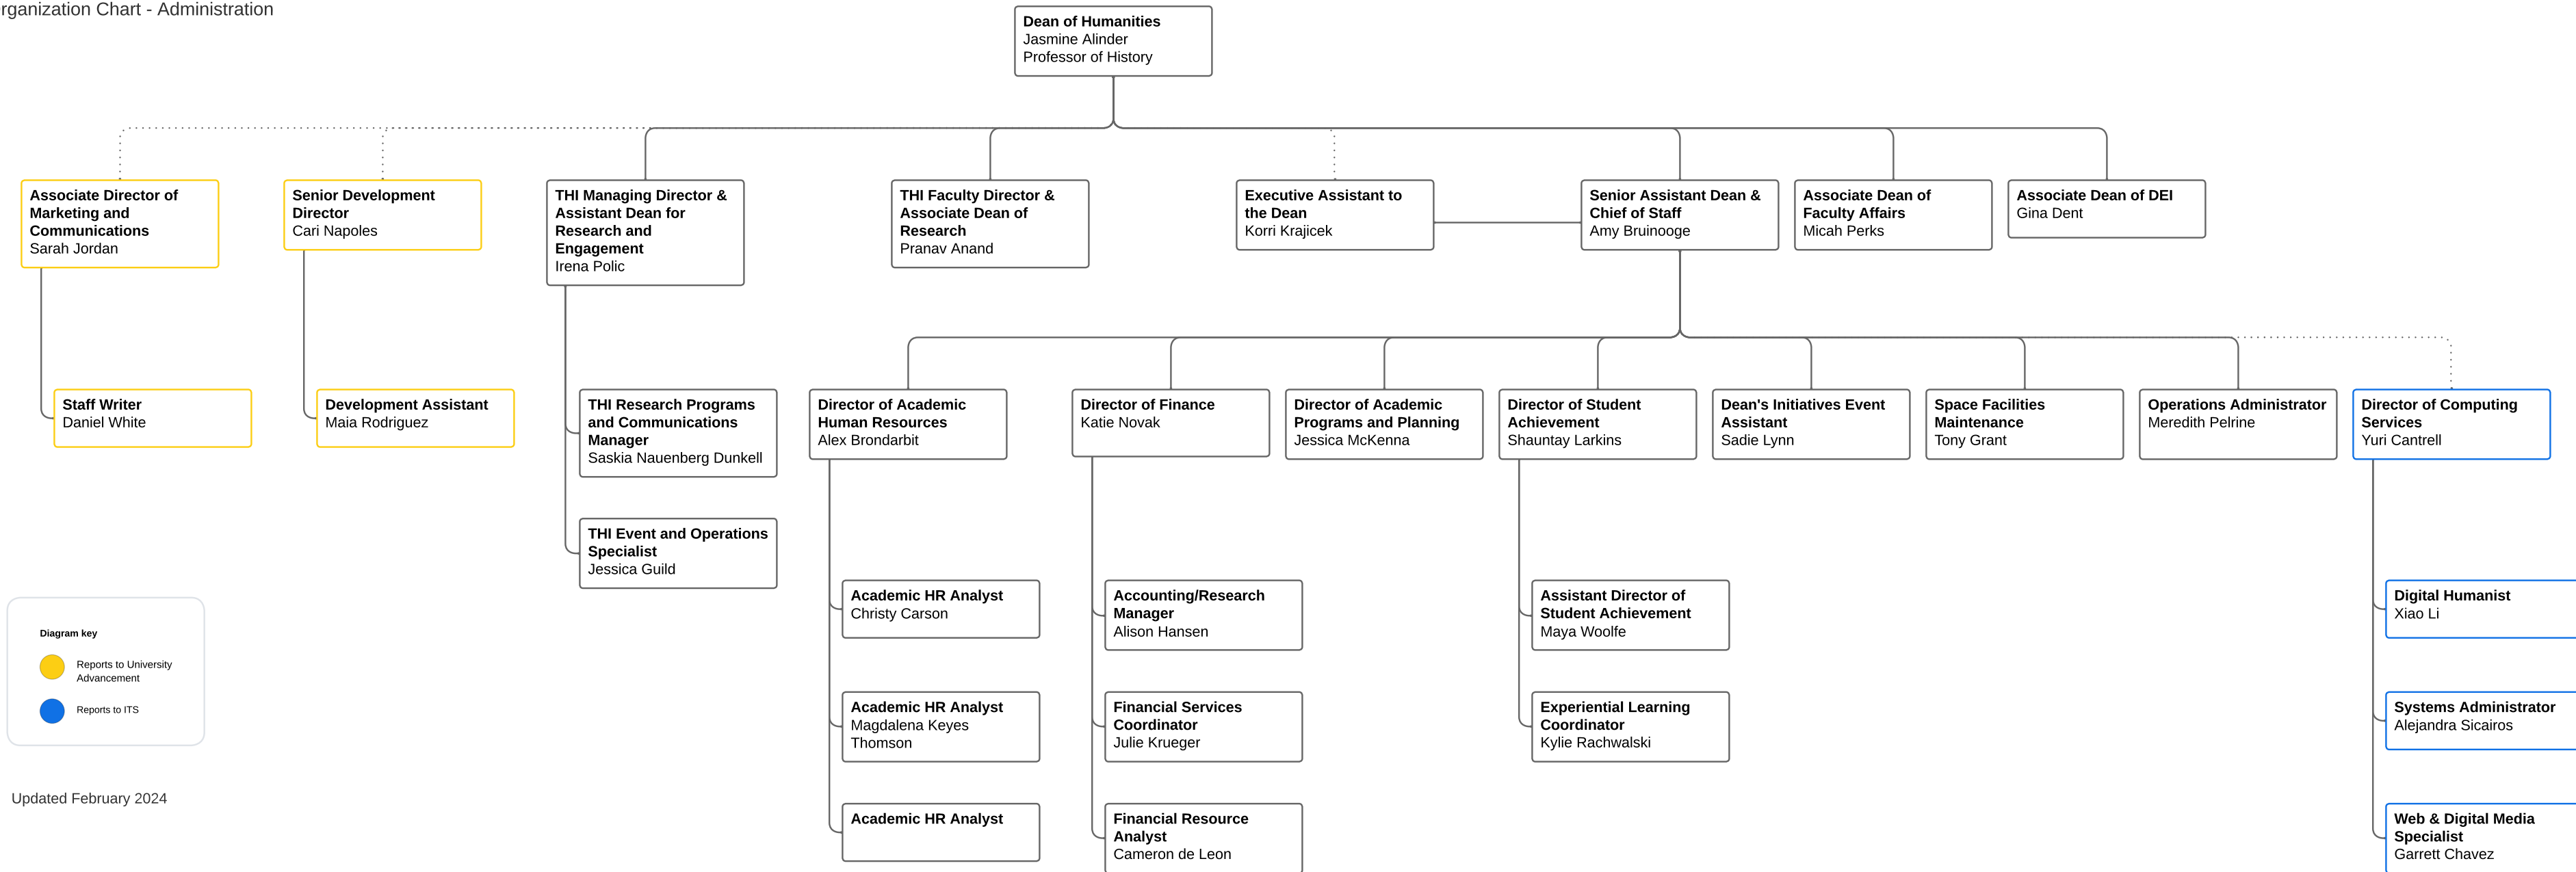 rganization Chart - Administration
Dean of Humanities
Jasmine Alinder
Professor of History
Associate Director of
Marketing and
Communications
Sarah Jordan
Senior Development
Director
Cari Napoles
THI Managing Director &
Assistant Dean for
Research and
Engagement
Irena Polic
THI Faculty Director &
Associate Dean of
Research
Pranav Anand
Executive Assistant to
the Dean
Korri Krajicek
Senior Assistant Dean &
Chief of Staff
Amy Bruinooge
Associate Dean of
Faculty Affairs
Micah Perks
Associate Dean of DEI
Gina Dent
Staff Writer
Daniel White
Development Assistant
Maia Rodriguez
THI Research Programs
and Communications
Manager
Saskia Nauenberg Dunkell
Director of Academic
Human Resources
Alex Brondarbit
Director of Finance
Katie Novak
Director of Academic
Programs and Planning
Jessica McKenna
Director of Student
Achievement
Shauntay Larkins
Dean's Initiatives Event
Assistant
Sadie Lynn
Space Facilities
Maintenance
Tony Grant
Operations Administrator
Meredith Pelrine
Director of Computing
Services
Yuri Cantrell
THI Event and Operations
Specialist
Jessica Guild
Academic HR Analyst
Christy Carson
Accounting/Research
Manager
Alison Hansen
Assistant Director of
Student Achievement
Maya Woolfe
Digital Humanist
Xiao Li
Diagram key
Reports to University
Advancement
Reports to ITS
Academic HR Analyst
Magdalena Keyes
Thomson
Financial Services
Coordinator
Julie Krueger
Experiential Learning
Coordinator
Kylie Rachwalski
Systems Administrator
Alejandra Sicairos
Updated February 2024
Academic HR Analyst
Financial Resource
Analyst
Cameron de Leon
Web & Digital Media
Specialist
Garrett Chavez